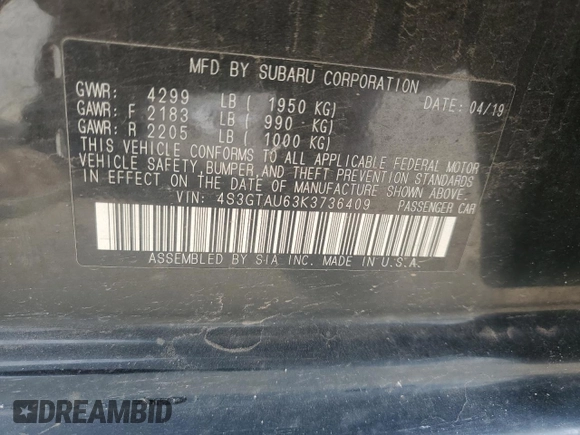 MFD BY SUBARU CORPORATION
GVWR: 4299 LB ( 1950 KG) DATE: 04/19
GAWR: F 2183 LB ( 990 KG)
GAWR: R 2205 LB ( 1000 KG)
THIS VEHICLE CONFORMS TO ALL APPLICABLE FEDERAL MOTOR
VEHICLE SAFETY, BUMPER, AND THEFT PREVENTION STANDARDS
IN EFFECT ON THE DATE OF MANUFACTURE SHOWN ABOVE.
VIN: 4S3GTAU63K3736409 PASSENGER CAR
ASSEMBLED BY SIA INC. MADE IN U.S.A.
DREAMBID